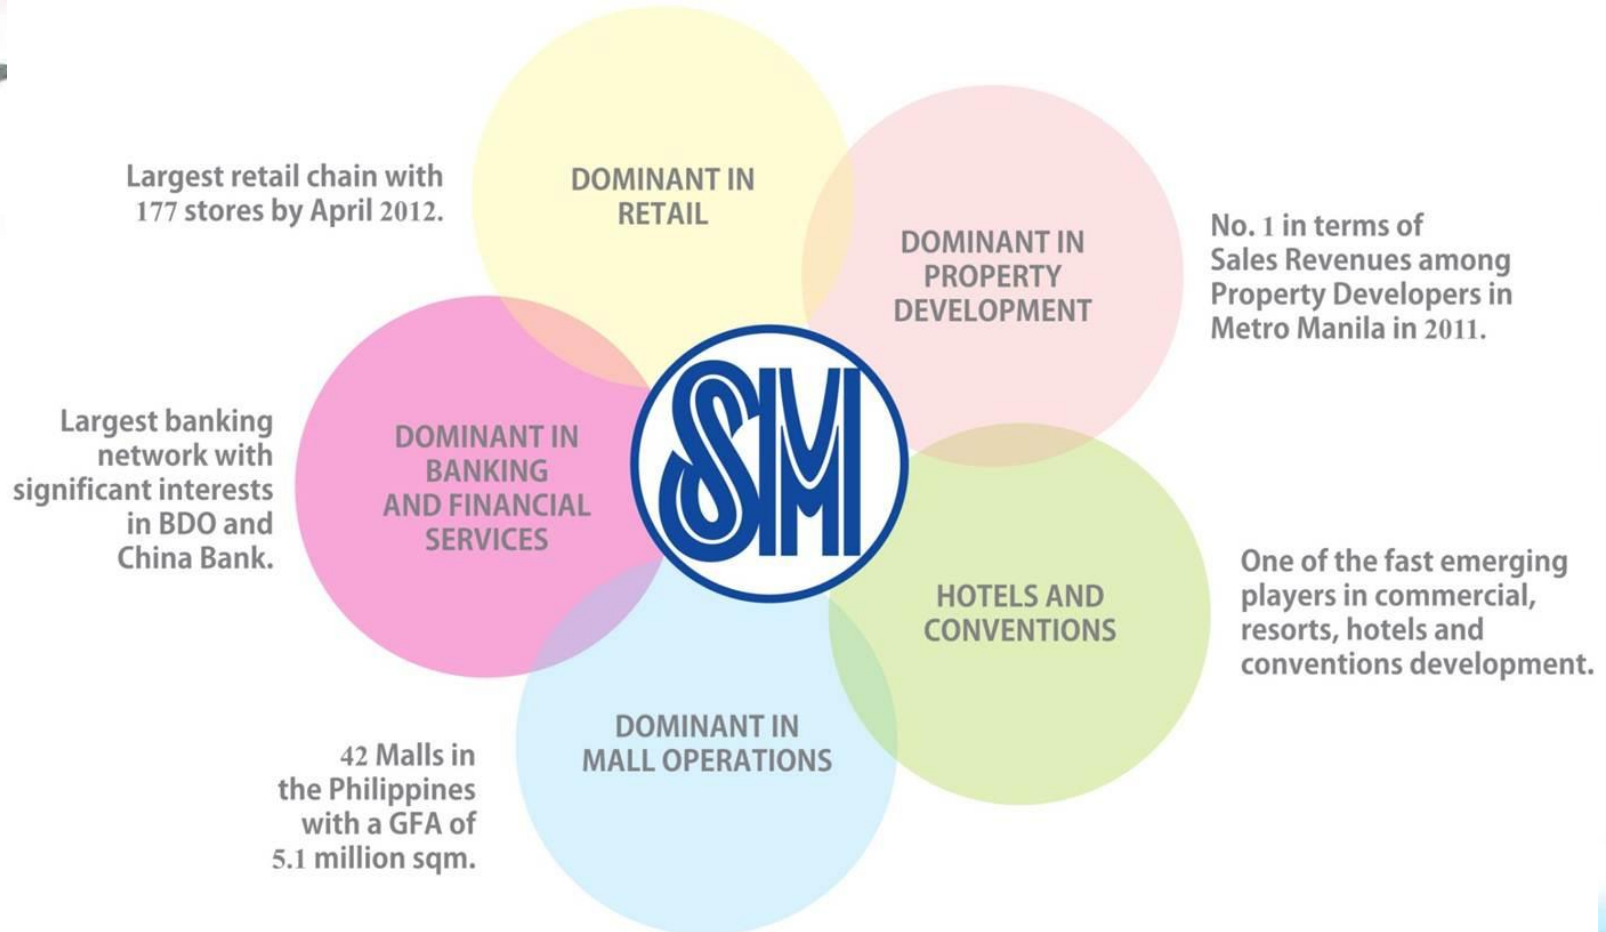 Largest retail chain with
177 stores by April 2012.
DOMINANT IN
RETAIL
DOMINANT IN
PROPERTY
DEVELOPMENT
No. 1 in terms of
Sales Revenues among
Property Developers in
Metro Manila in 2011.
Largest banking
network with
significant interests
in BDO and
China Bank.
DOMINANT IN
BANKING
AND FINANCIAL
SERVICES
SM
HOTELS AND
CONVENTIONS
One of the fast emerging
players in commercial,
resorts, hotels and
conventions development.
42 Malls in
the Philippines
with a GFA of
5.1 million sqm.
DOMINANT IN
MALL OPERATIONS